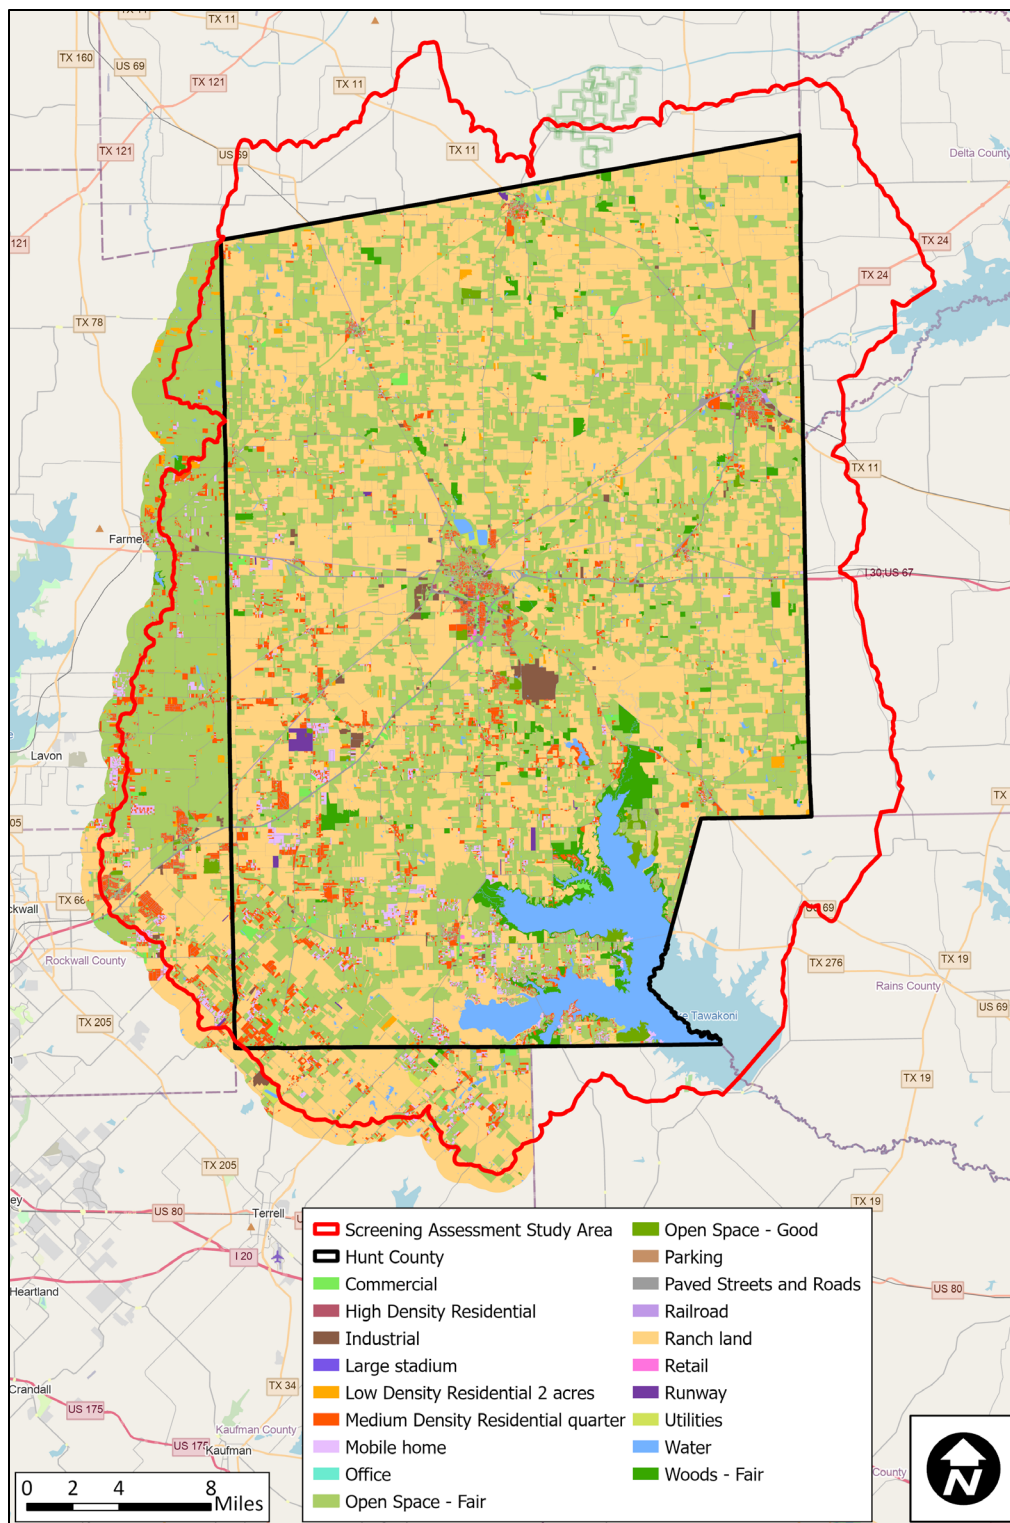 TX 11
TX 11
TX 160
US 69
TX 121
TX 11
TX 121
US 69
TX 11
Delta County
121
TX 24
TX 24
TX 78
TX 11
Farme
I 30;US 67
Lavon
TX
05
TX 66
ckwall
US 69
Rockwall County
TX 276
TX 19
Rains County
US 69
TX 205
e Tawakoni
TX 19
TX 205
TX 19
ey
US 80
Terrell
I 20
Heartland
US 80
Crandall
TX 34
US 175
Kaufman County
US 175
Kaufman
County
Screening Assessment Study Area
Hunt County
Commercial
High Density Residential
Industrial
Large stadium
Low Density Residential 2 acres
Medium Density Residential quarter
Mobile home
Office
Open Space - Fair
Open Space - Good
Parking
Paved Streets and Roads
Railroad
Ranch land
Retail
Runway
Utilities
Water
Woods - Fair
0 2 4 8
Miles
N